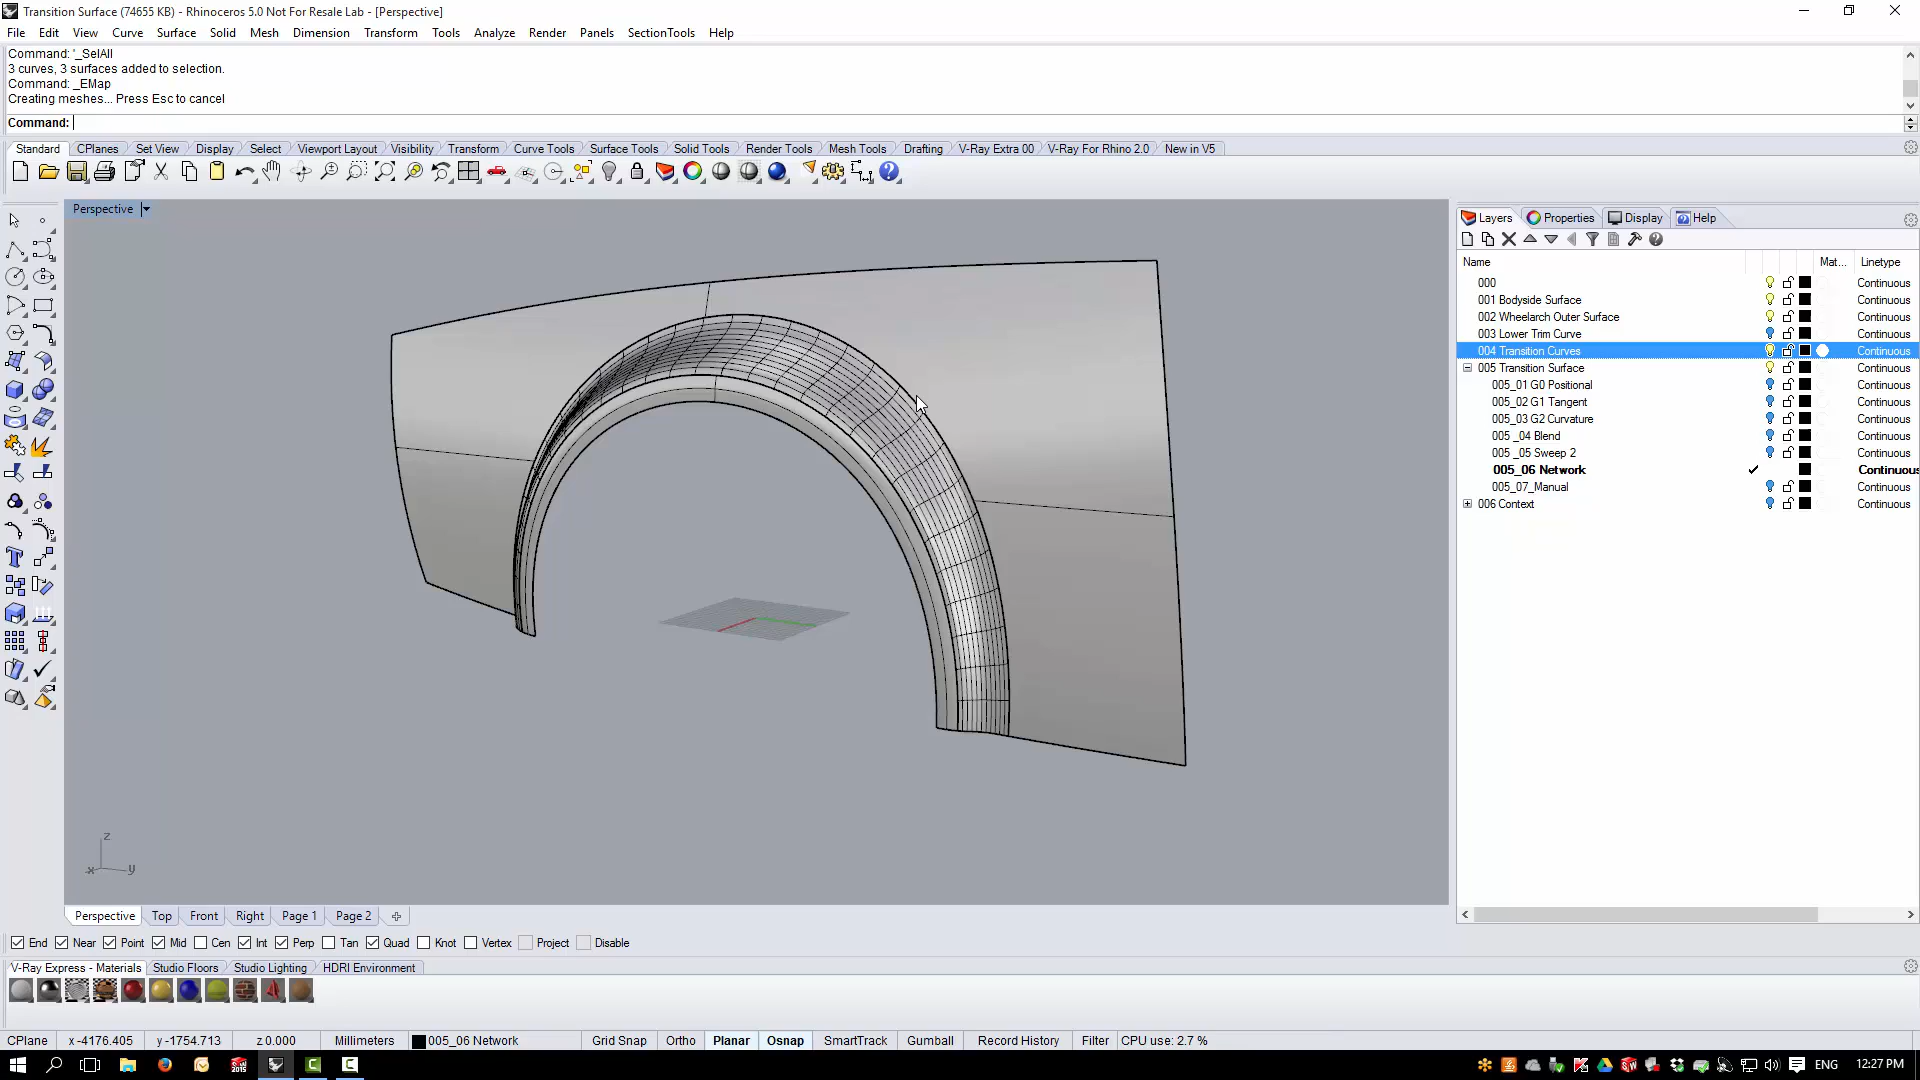 Transition Surface (74655 KB) - Rhinoceros 5.0 Not For Resale Lab - [Perspective]
File Edit View Curve Surface Solid Mesh Dimension Transform Tools Analyze Render Panels SectionTools Help
Command: '_SelAll
3 curves, 3 surfaces added to selection.
Command: _EMap
Creating meshes... Press Esc to cancel
Command:
Standard CPlanes Set View Display Select Viewport Layout Visibility Transform Curve Tools Surface Tools Solid Tools Render Tools Mesh Tools Drafting V-Ray Extra 00 V-Ray For Rhino 2.0 New in V5
Perspective
Layers Properties Display Help
Name Mat... Linetype
000 Continuous
001 Bodyside Surface Continuous
002 Wheelarch Outer Surface Continuous
003 Lower Trim Curve Continuous
004 Transition Curves Continuous
005 Transition Surface Continuous
005_01 G0 Positional Continuous
005_02 G1 Tangent Continuous
005_03 G2 Curvature Continuous
005 _04 Blend Continuous
005 _05 Sweep 2 Continuous
005_06 Network Continuous
005_07_Manual Continuous
006 Context Continuous
z
x y
Perspective Top Front Right Page 1 Page 2
End Near Point Mid Cen Int Perp Tan Quad Knot Vertex Project Disable
V-Ray Express - Materials Studio Floors Studio Lighting HDRI Environment
CPlane x -4176.405 y -1754.713 z 0.000 Millimeters 005_06 Network Grid Snap Ortho Planar Osnap SmartTrack Gumball Record History Filter CPU use: 2.7 %
ENG 12:27 PM